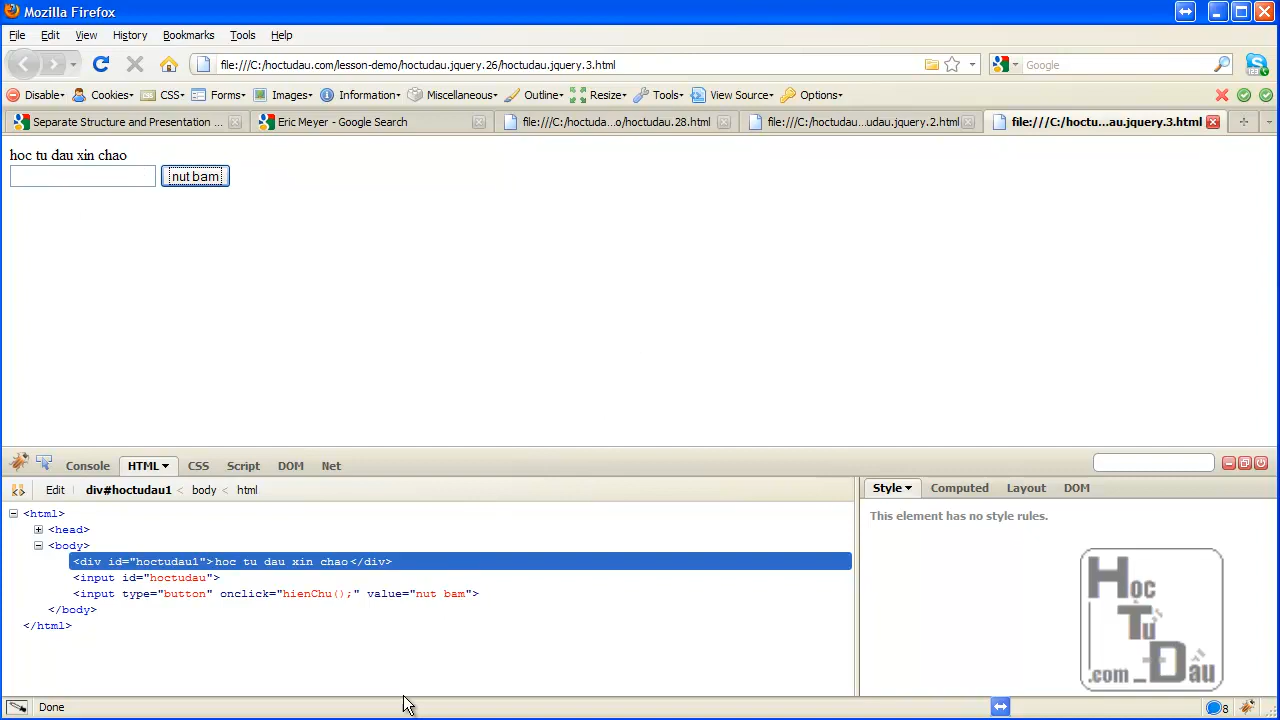 Mozilla Firefox
File Edit View History Bookmarks Tools Help
file:///C:/hoctudau.com/lesson-demo/hoctudau.jquery.26/hoctudau.jquery.3.html
Google
Disable Cookies CSS Forms Images Information Miscellaneous Outline Resize Tools View Source Options
Separate Structure and Presentation ... Eric Meyer - Google Search file:///C:/hoctuda...o/hoctudau.28.html file:///C:/hoctudau...udau.jquery.2.html file:///C:/hoctu...au.jquery.3.html
hoc tu dau xin chao
nut bam
Console HTML CSS Script DOM Net
Edit div#hoctudau1 < body < html
Style Computed Layout DOM
<html>
This element has no style rules.
<head>
<body>
<div id="hoctudau1">hoc tu dau xin chao</div>
<input id="hoctudau">
<input type="button" onclick="hienChu();" value="nut bam">
</body>
</html>
Học
Từ
.com_Đầu
Done
8